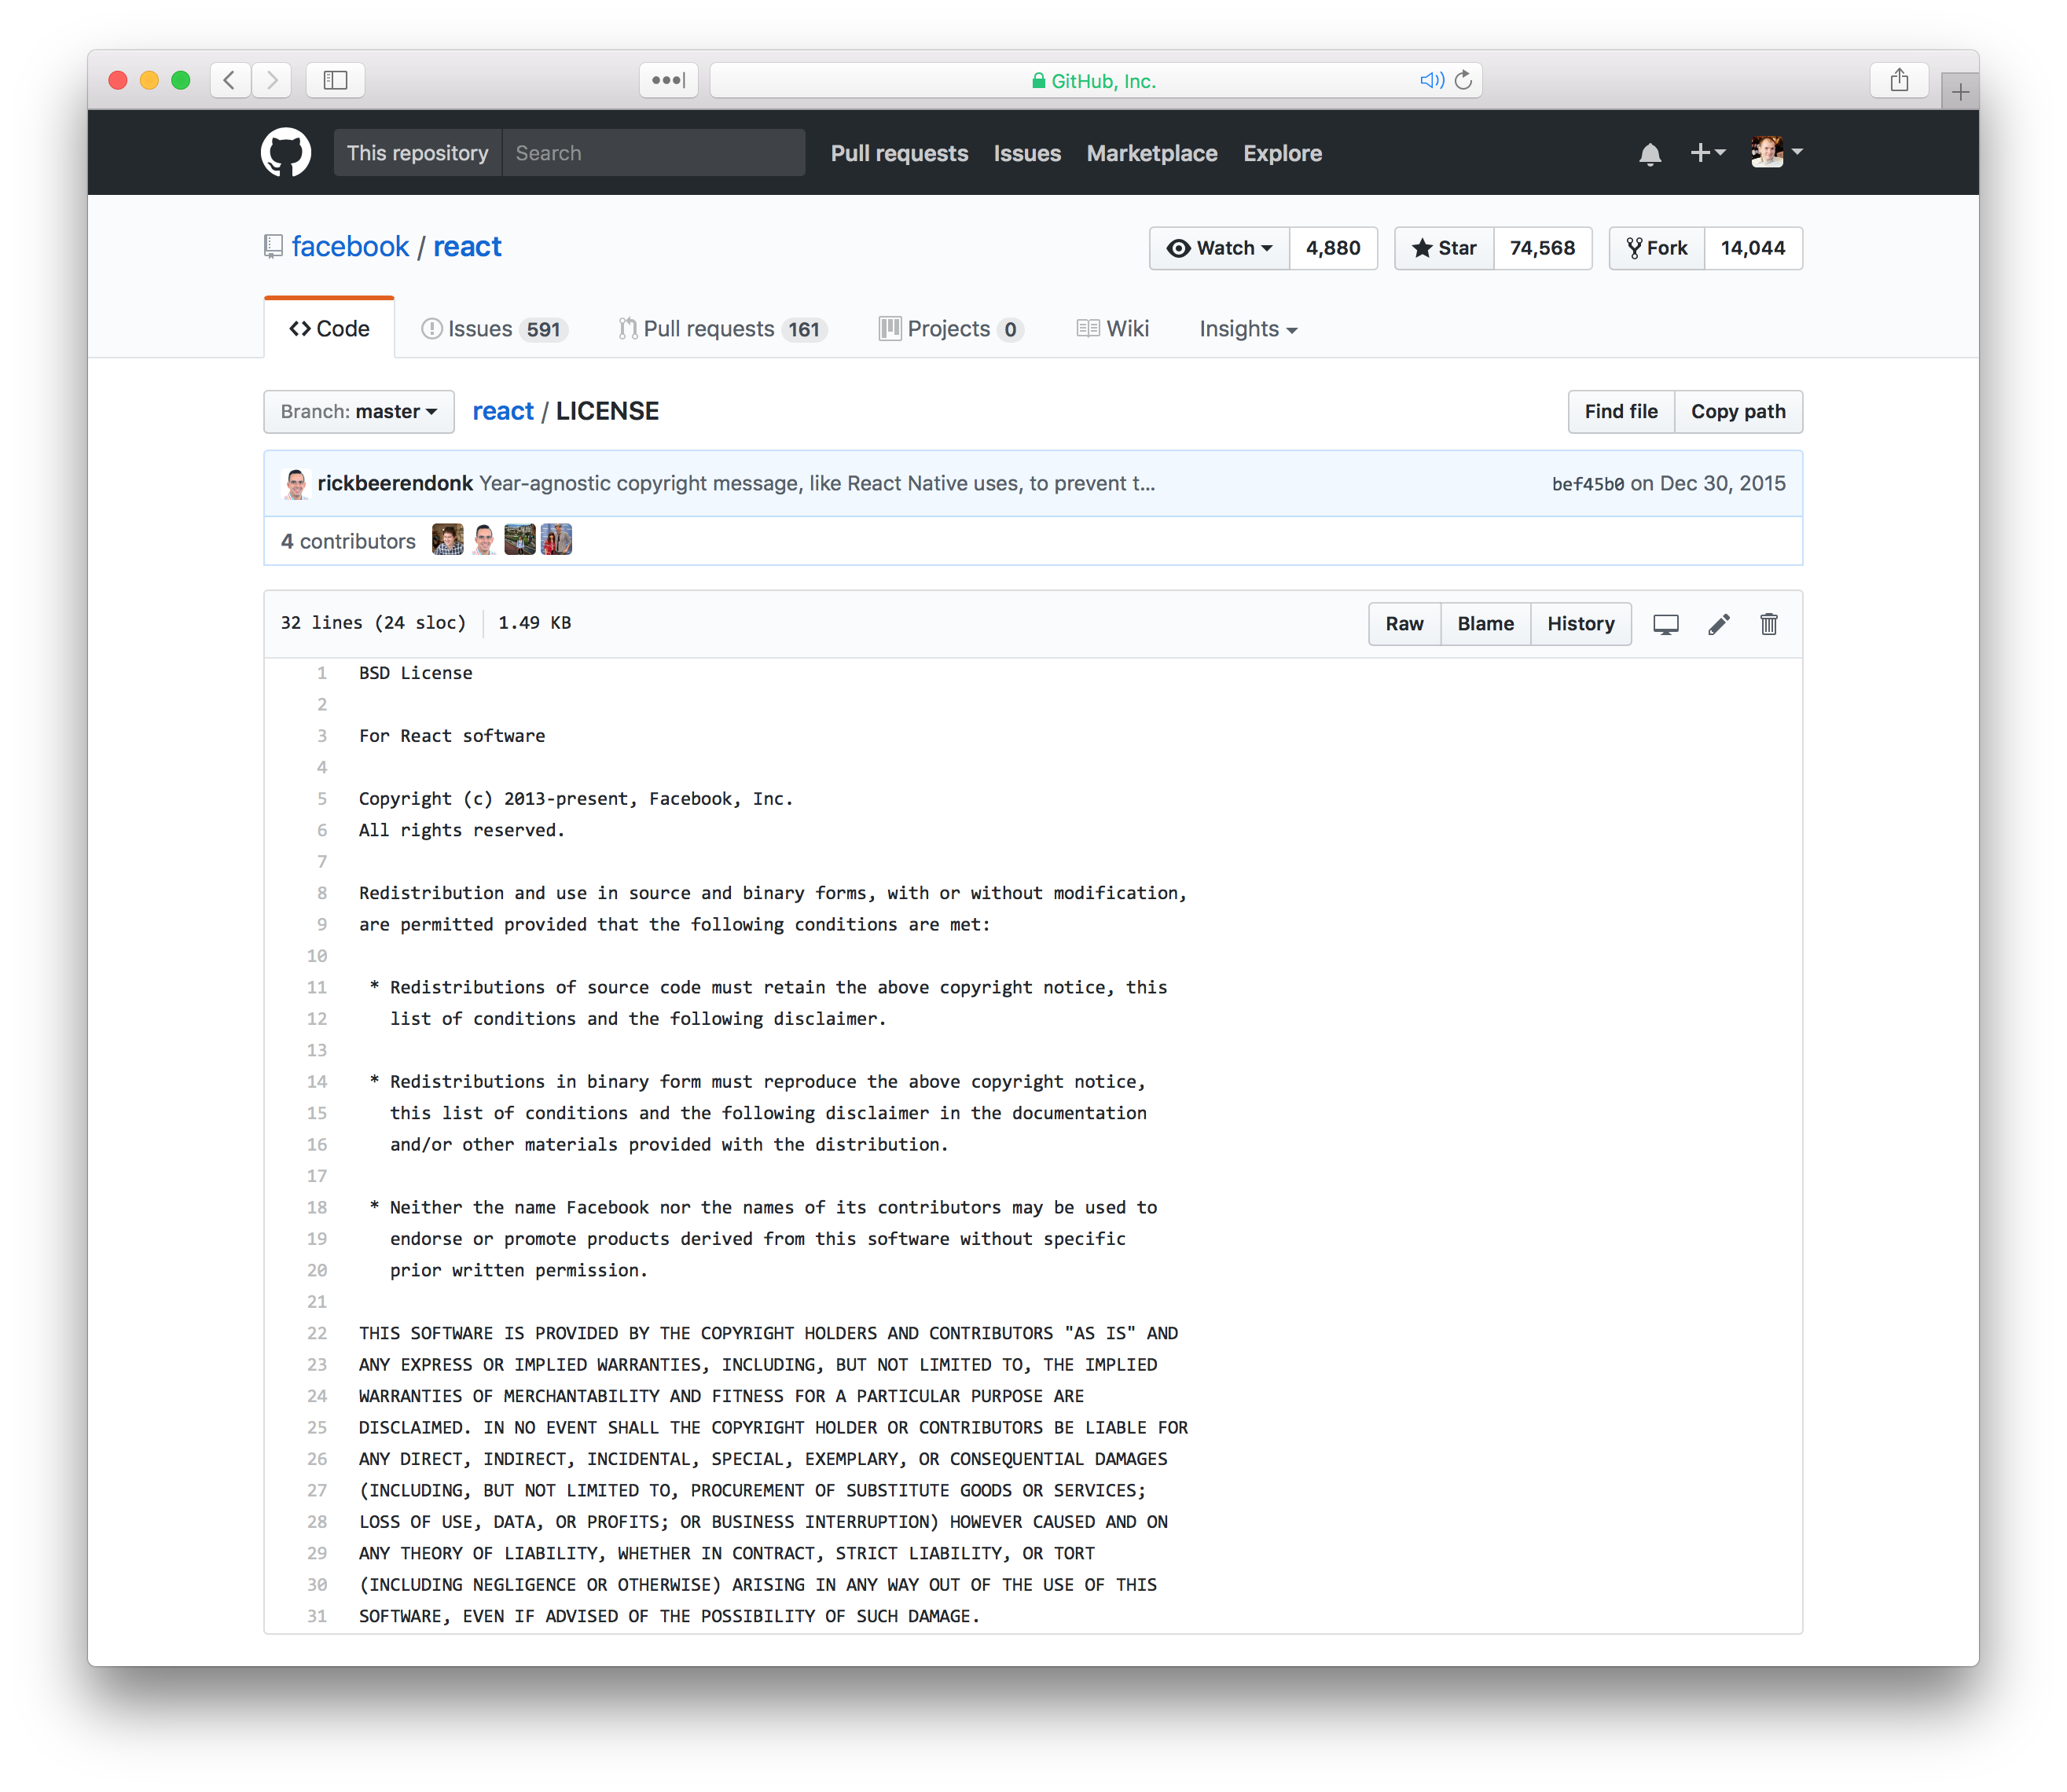 GitHub, Inc.
This repository Search Pull requests Issues Marketplace Explore
facebook / react Watch 4,880 Star 74,568 Fork 14,044
Code Issues 591 Pull requests 161 Projects 0 Wiki Insights
Branch: master react / LICENSE Find file Copy path
rickbeerendonk Year-agnostic copyright message, like React Native uses, to prevent t... bef45b0 on Dec 30, 2015
4 contributors
32 lines (24 sloc) 1.49 KB Raw Blame History
1 BSD License
2
3 For React software
4
5 Copyright (c) 2013-present, Facebook, Inc.
6 All rights reserved.
7
8 Redistribution and use in source and binary forms, with or without modification,
9 are permitted provided that the following conditions are met:
10
11 * Redistributions of source code must retain the above copyright notice, this
12 list of conditions and the following disclaimer.
13
14 * Redistributions in binary form must reproduce the above copyright notice,
15 this list of conditions and the following disclaimer in the documentation
16 and/or other materials provided with the distribution.
17
18 * Neither the name Facebook nor the names of its contributors may be used to
19 endorse or promote products derived from this software without specific
20 prior written permission.
21
22 THIS SOFTWARE IS PROVIDED BY THE COPYRIGHT HOLDERS AND CONTRIBUTORS "AS IS" AND
23 ANY EXPRESS OR IMPLIED WARRANTIES, INCLUDING, BUT NOT LIMITED TO, THE IMPLIED
24 WARRANTIES OF MERCHANTABILITY AND FITNESS FOR A PARTICULAR PURPOSE ARE
25 DISCLAIMED. IN NO EVENT SHALL THE COPYRIGHT HOLDER OR CONTRIBUTORS BE LIABLE FOR
26 ANY DIRECT, INDIRECT, INCIDENTAL, SPECIAL, EXEMPLARY, OR CONSEQUENTIAL DAMAGES
27 (INCLUDING, BUT NOT LIMITED TO, PROCUREMENT OF SUBSTITUTE GOODS OR SERVICES;
28 LOSS OF USE, DATA, OR PROFITS; OR BUSINESS INTERRUPTION) HOWEVER CAUSED AND ON
29 ANY THEORY OF LIABILITY, WHETHER IN CONTRACT, STRICT LIABILITY, OR TORT
30 (INCLUDING NEGLIGENCE OR OTHERWISE) ARISING IN ANY WAY OUT OF THE USE OF THIS
31 SOFTWARE, EVEN IF ADVISED OF THE POSSIBILITY OF SUCH DAMAGE.